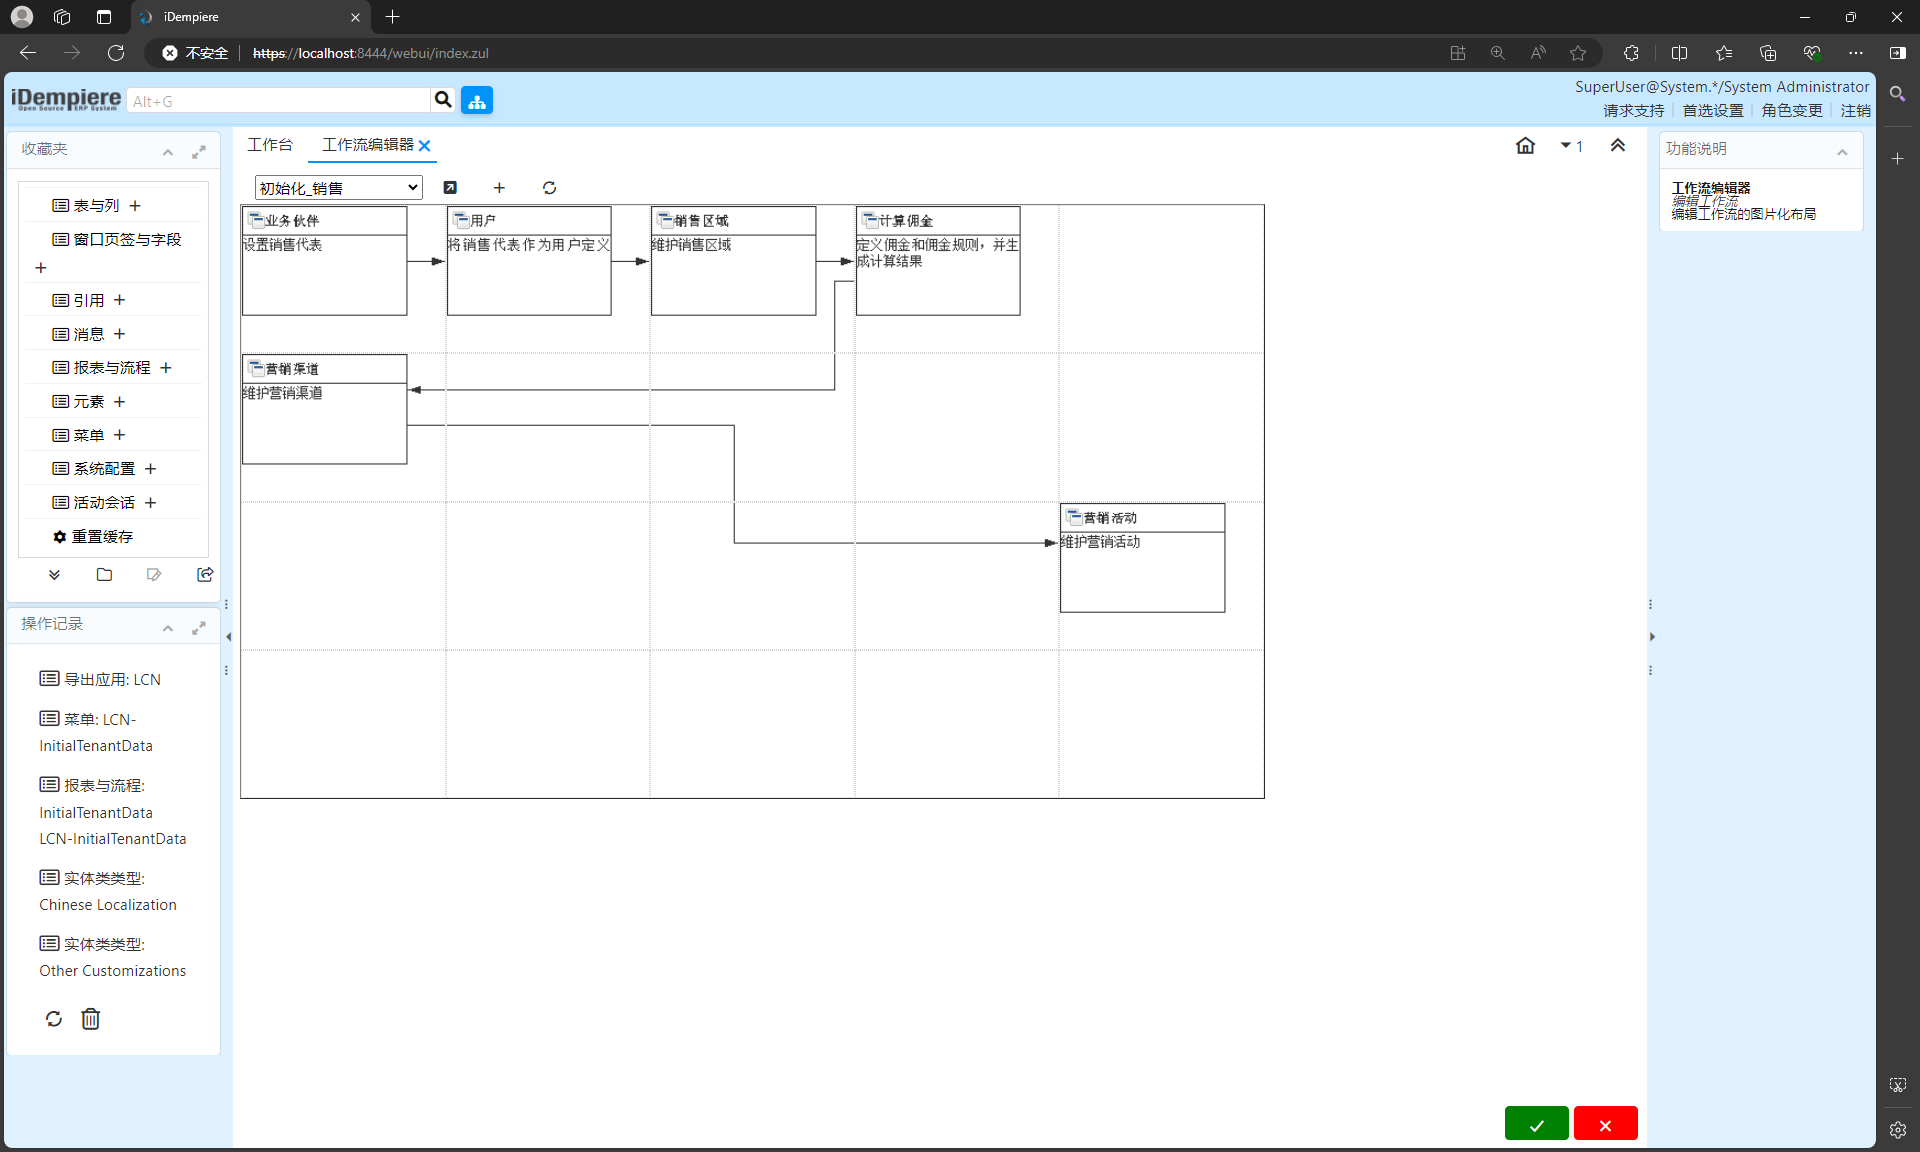 iDempiere
不安全
https://localhost:8444/webui/index.zul
iDempiere
Open Source ERP System
Alt+G
SuperUser@System.*/System Administrator
请求支持
首选设置
角色变更
注销
收藏夹
表与列
窗口页签与字段
引用
消息
报表与流程
元素
菜单
系统配置
活动会话
重置缓存
操作记录
导出应用: LCN
菜单: LCN-
InitialTenantData
报表与流程:
InitialTenantData
LCN-InitialTenantData
实体类类型:
Chinese Localization
实体类类型:
Other Customizations
工作台
工作流编辑器
1
初始化_销售
业务伙伴
设置销售代表
用户
将销售代表作为用户定义
销售区域
维护销售区域
计算佣金
定义佣金和佣金规则，并生
成计算结果
营销渠道
维护营销渠道
营销活动
维护营销活动
功能说明
工作流编辑器
编辑工作流
编辑工作流的图片化布局